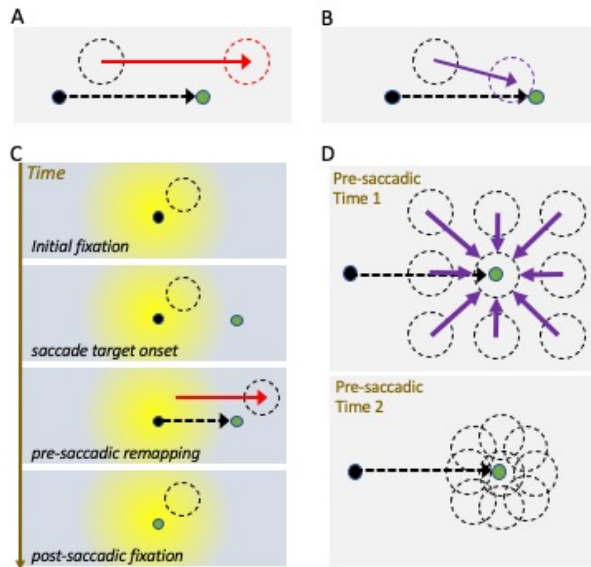 A
B
C
Time
Initial fixation
saccade target onset
pre-saccadic remapping
post-saccadic fixation
D
Pre-saccadic
Time 1
Pre-saccadic
Time 2